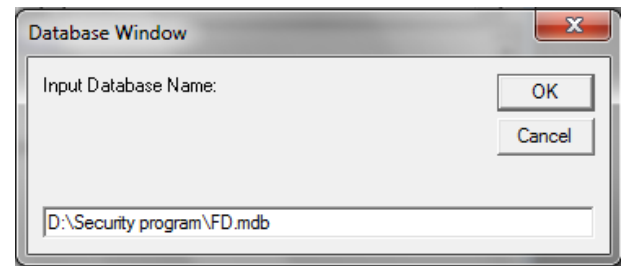 Database Window
Input Database Name:
OK
Cancel
D:\Security program\FD.mdb